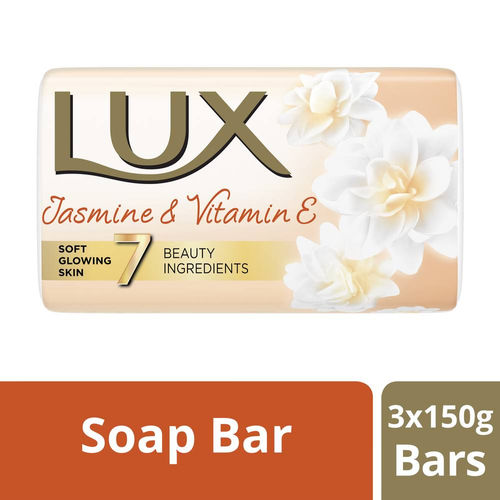 LUX
Jasmine & Vitamin E
SOFT
GLOWING
SKIN
7
BEAUTY
INGREDIENTS
Soap Bar
3x150g
Bars